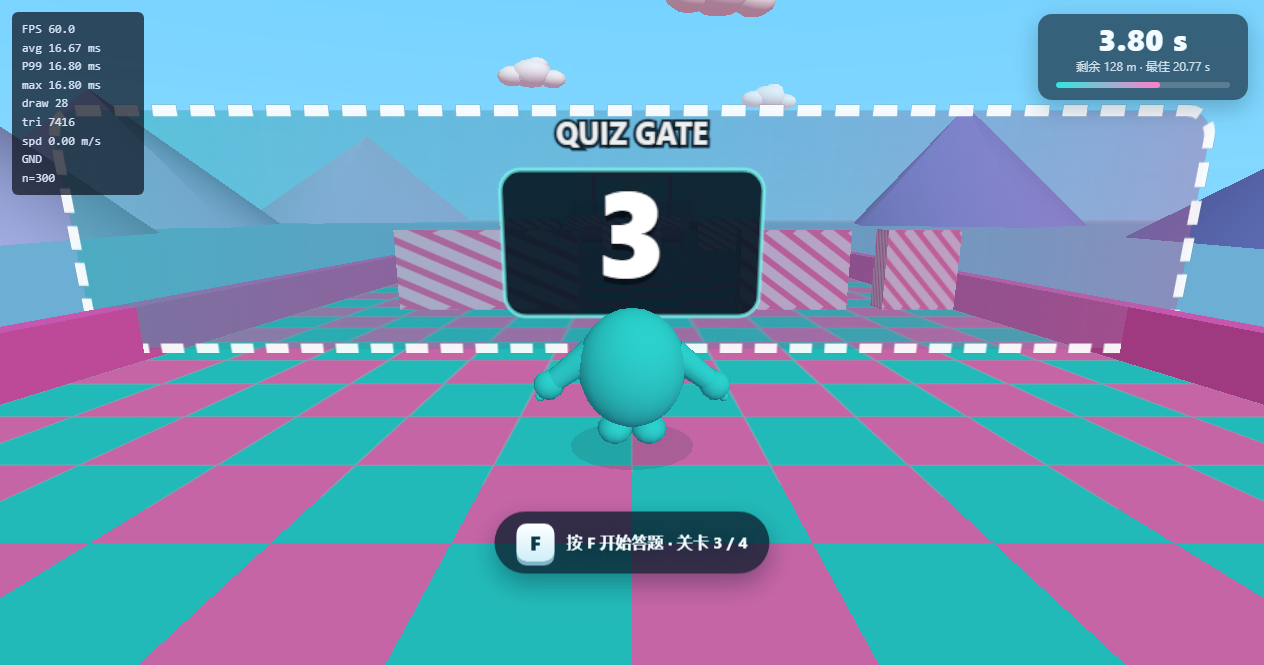 FPS 60.0
avg 16.67 ms
P99 16.80 ms
max 16.80 ms
draw 28
tri 7416
spd 0.00 m/s
GND
n=300
3.80 s
剩余 128 m · 最佳 20.77 s
QUIZ GATE
3
F
按 F 开始答题 · 关卡 3 / 4